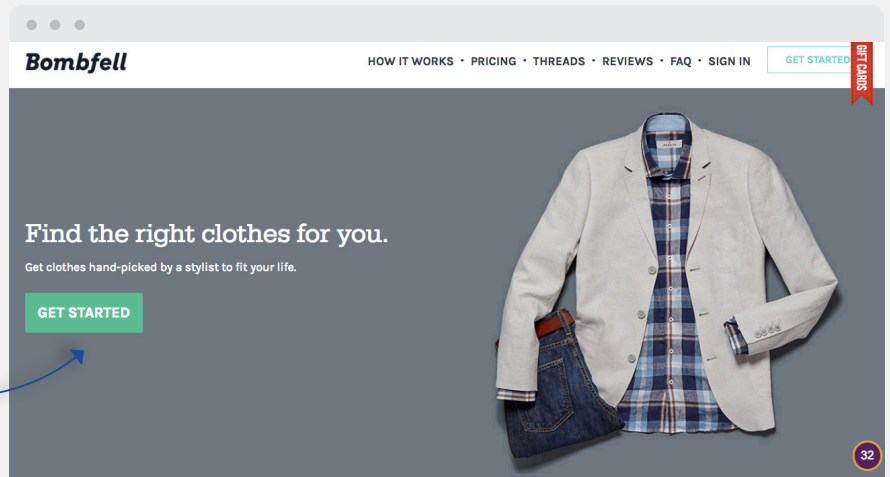 Bombfell
HOW IT WORKS • PRICING • THREADS • REVIEWS • FAQ • SIGN IN
GET STARTED
GIFT CARDS
Find the right clothes for you.
Get clothes hand-picked by a stylist to fit your life.
GET STARTED
32